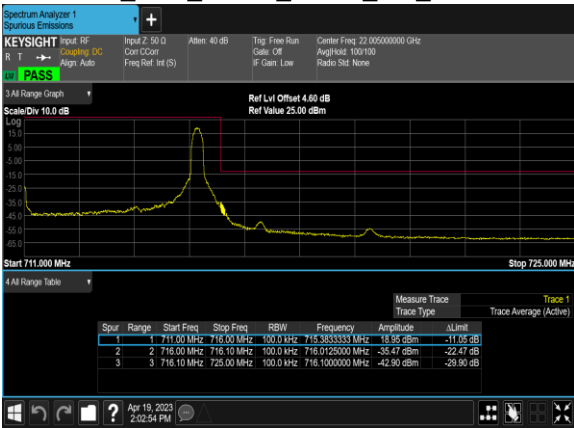 Spectrum Analyzer 1
Spurious Emissions
+
KEYSIGHT Input: RF Input Z: 50 Ω Atten: 40 dB Trig: Free Run Center Freq: 22.005000000 GHz
R T Coupling: DC Corr CCorr Gate: Off Avg|Hold: 100/100
Align: Auto Freq Ref: Int (S) IF Gain: Low Radio Std: None
LXI PASS
3 All Range Graph
Ref Lvl Offset 4.60 dB
Scale/Div 10.0 dB Ref Value 25.00 dBm
Log
15.0
5.00
-5.00
-15.0
-25.0
-35.0
-45.0
-55.0
-65.0
Start 711.000 MHz Stop 725.000 MHz
4 All Range Table
Measure Trace Trace 1
Trace Type Trace Average (Active)
Spur Range Start Freq Stop Freq RBW Frequency Amplitude ΔLimit
1 1 711.00 MHz 716.00 MHz 100.0 kHz 715.3833333 MHz 18.95 dBm -11.05 dB
2 2 716.00 MHz 716.10 MHz 100.0 kHz 716.0125000 MHz -35.47 dBm -22.47 dB
3 3 716.10 MHz 725.00 MHz 100.0 kHz 716.1000000 MHz -42.90 dBm -29.90 dB
? Apr 19, 2023
2:02:54 PM